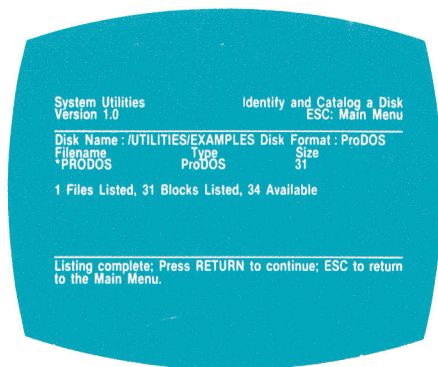 System Utilities Identify and Catalog a Disk
Version 1.0 ESC: Main Menu
Disk Name : /UTILITIES/EXAMPLES Disk Format : ProDOS
Filename Type Size
*PRODOS ProDOS 31
1 Files Listed, 31 Blocks Listed, 34 Available
Listing complete; Press RETURN to continue; ESC to return
to the Main Menu.